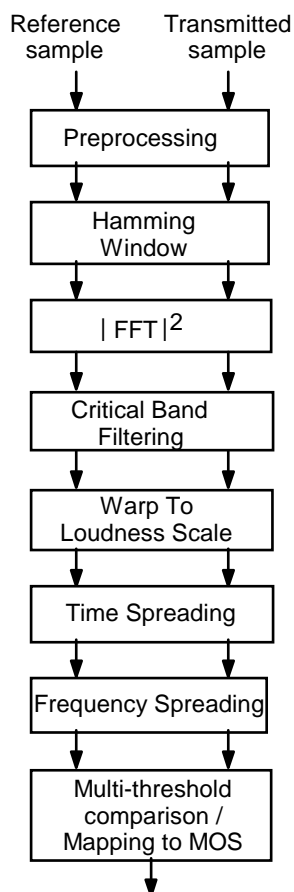 Reference sample
Transmitted sample
Preprocessing
Hamming
Window
| FFT |²
Critical Band
Filtering
Warp To
Loudness Scale
Time Spreading
Frequency Spreading
Multi-threshold
comparison /
Mapping to MOS